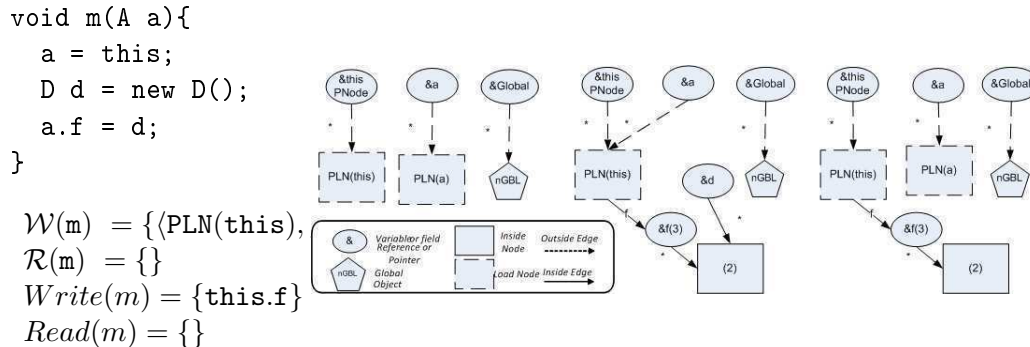 void m(A a){
a = this;
D d = new D();
a.f = d;
}
W(m) = {⟨PLN(this),
R(m) = {}
Write(m) = {this.f}
Read(m) = {}
&this PNode
&a
&Global
*
*
*
PLN(this)
PLN(a)
nGBL
&this PNode
&a
&Global
*
*
*
PLN(this)
&d
nGBL
f
*
&f(3)
*
(2)
&this PNode
&a
&Global
*
*
*
PLN(this)
PLN(a)
nGBL
f
&f(3)
*
(2)
&
Variable or field
Reference or
Pointer
nGBL
Global
Object
Inside
Node
Load Node
Outside Edge
Inside Edge